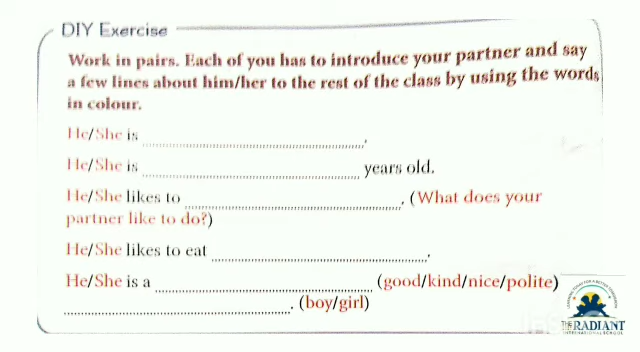 DIY Exercise
Work in pairs. Each of you has to introduce your partner and say
a few lines about him/her to the rest of the class by using the words
in colour.
He/She is ..............................................
He/She is .............................................. years old.
He/She likes to .............................................. . (What does your
partner like to do?)
He/She likes to eat .............................................. .
He/She is a .............................................. (good/kind/nice/polite)
.............................................. . (boy/girl)
THE RADIANT
INTERNATIONAL SCHOOL